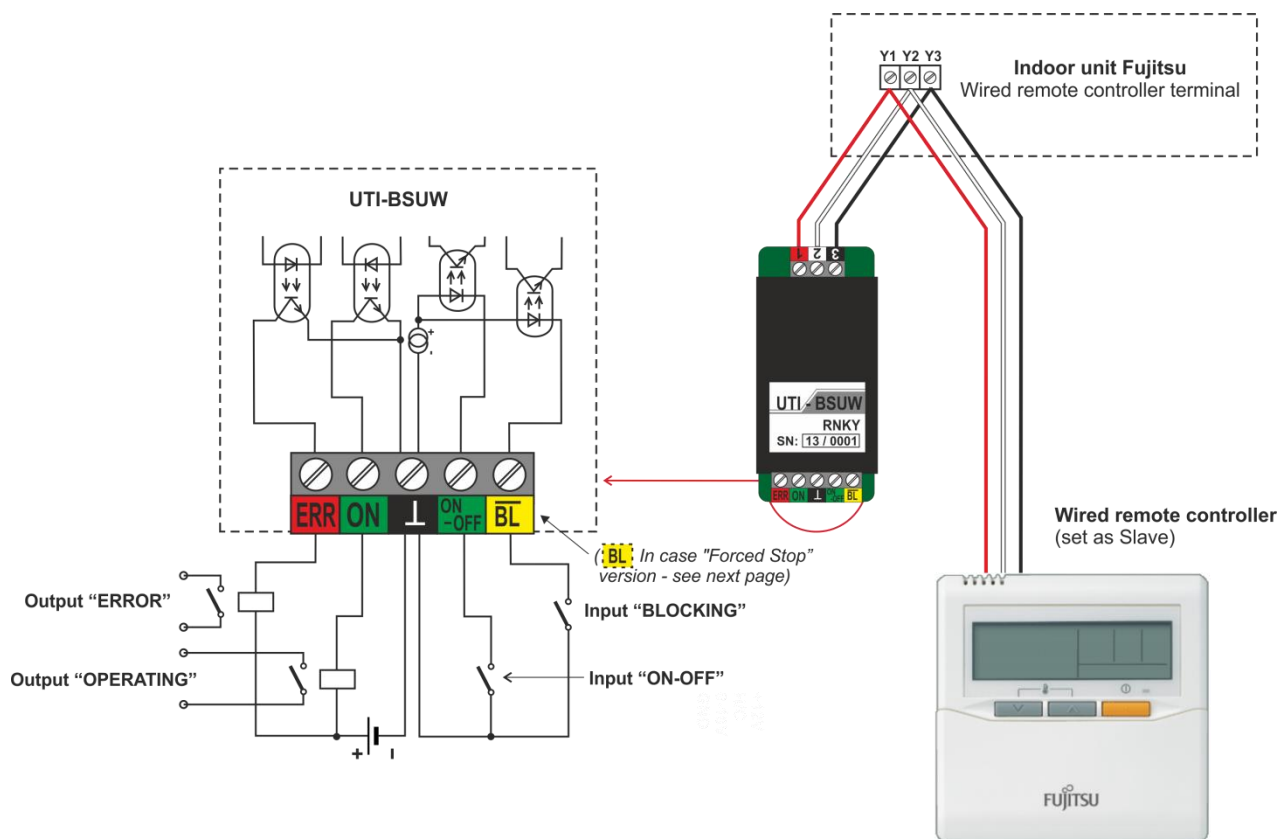 Y1 Y2 Y3
Indoor unit Fujitsu
Wired remote controller terminal
UTI-BSUW
1 2 3
UTI - BSUW
RNKY
SN: 13 / 0001
ERR ON ⊥ ON-OFF BL
ERR ON ⊥ ON
-OFF B̅L̅
(BL In case "Forced Stop”
version - see next page)
Wired remote controller
(set as Slave)
Output “ERROR”
Input “BLOCKING”
Output “OPERATING”
Input “ON-OFF”
+ -
+ -
FUJITSU